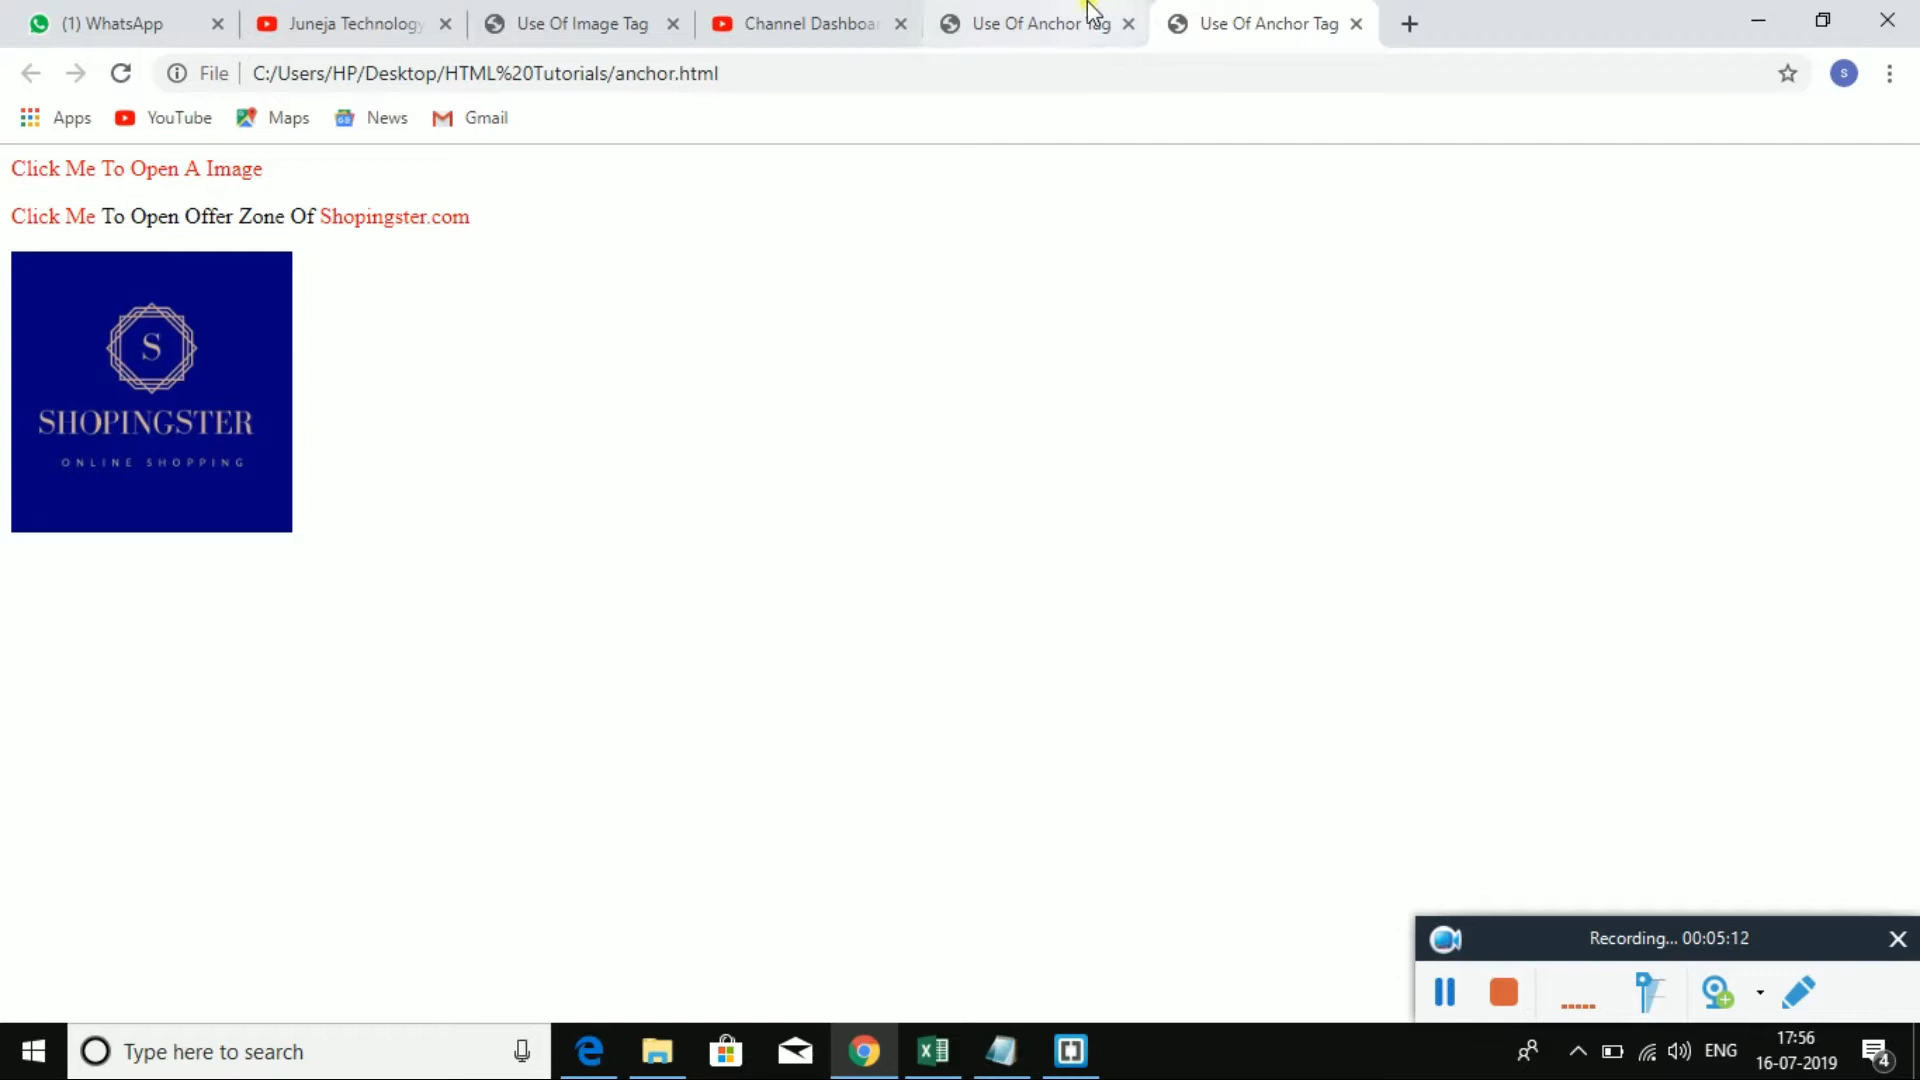 (1) WhatsApp
Juneja Technology
Use Of Image Tag
Channel Dashboar
Use Of Anchor Tag
Use Of Anchor Tag
File
C:/Users/HP/Desktop/HTML%20Tutorials/anchor.html
S
Apps
YouTube
Maps
News
Gmail
Click Me To Open A Image
Click Me To Open Offer Zone Of Shopingster.com
S
SHOPINGSTER
ONLINE SHOPPING
Recording... 00:05:12
Type here to search
ENG
17:56
16-07-2019
4